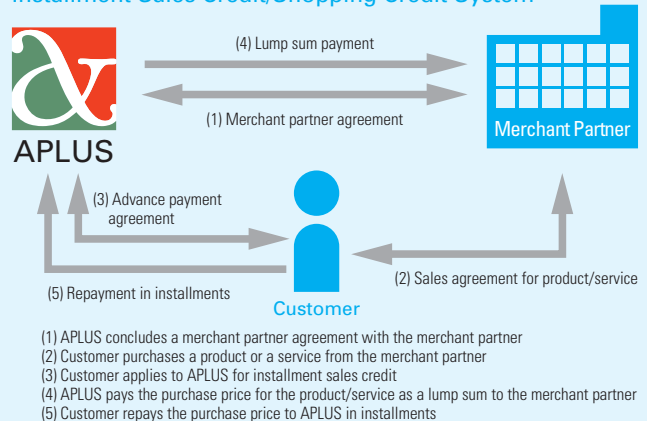 Installment Sales Credit/Shopping Credit System
(4) Lump sum payment
&
(1) Merchant partner agreement
Merchant Partner
APLUS
(3) Advance payment
agreement
(2) Sales agreement for product/service
(5) Repayment in installments
Customer
(1) APLUS concludes a merchant partner agreement with the merchant partner
(2) Customer purchases a product or a service from the merchant partner
(3) Customer applies to APLUS for installment sales credit
(4) APLUS pays the purchase price for the product/service as a lump sum to the merchant partner
(5) Customer repays the purchase price to APLUS in installments